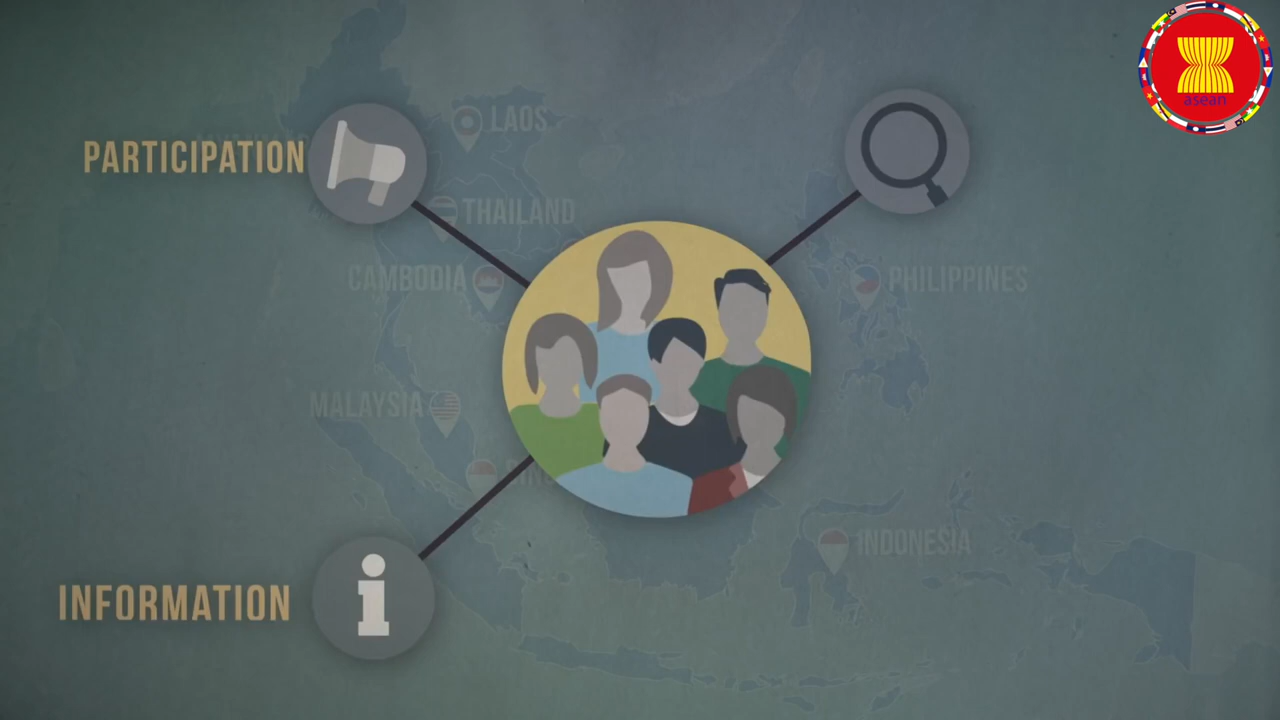 asean
LAOS
PARTICIPATION
THAILAND
CAMBODIA
PHILIPPINES
MALAYSIA
INDONESIA
INFORMATION